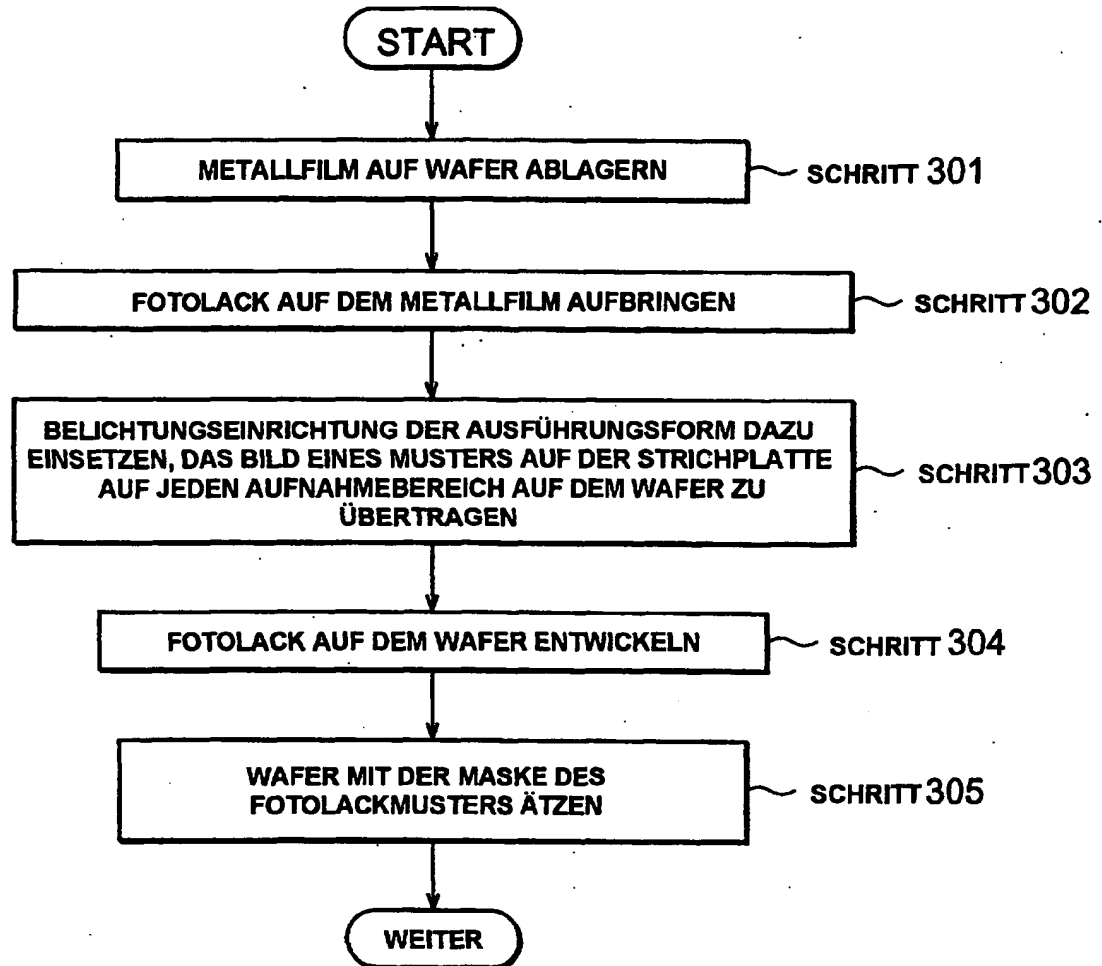 START
METALLFILM AUF WAFER ABLAGERN
SCHRITT 301
FOTOLACK AUF DEM METALLFILM AUFBRINGEN
SCHRITT 302
BELICHTUNGSEINRICHTUNG DER AUSFÜHRUNGSFORM DAZU
EINSETZEN, DAS BILD EINES MUSTERS AUF DER STRICHPLATTE
AUF JEDEN AUFNAHMEBEREICH AUF DEM WAFER ZU
ÜBERTRAGEN
SCHRITT 303
FOTOLACK AUF DEM WAFER ENTWICKELN
SCHRITT 304
WAFER MIT DER MASKE DES
FOTOLACKMUSTERS ÄTZEN
SCHRITT 305
WEITER